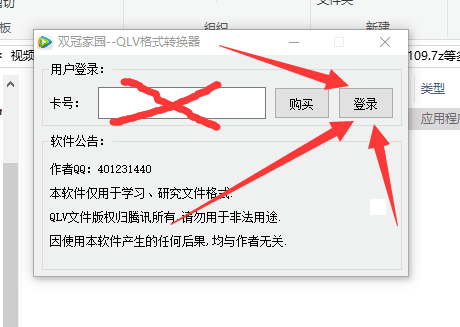 剪切
板
组织
文件夹
新建
视频
109.7z等多
类型
应用程序
双冠家园--QLV格式转换器
用户登录:
卡号:
购买
登录
软件公告:
作者QQ: 401231440
本软件仅用于学习、研究文件格式.
QLV文件版权归腾讯所有,请勿用于非法用途.
因使用本软件产生的任何后果,均与作者无关.